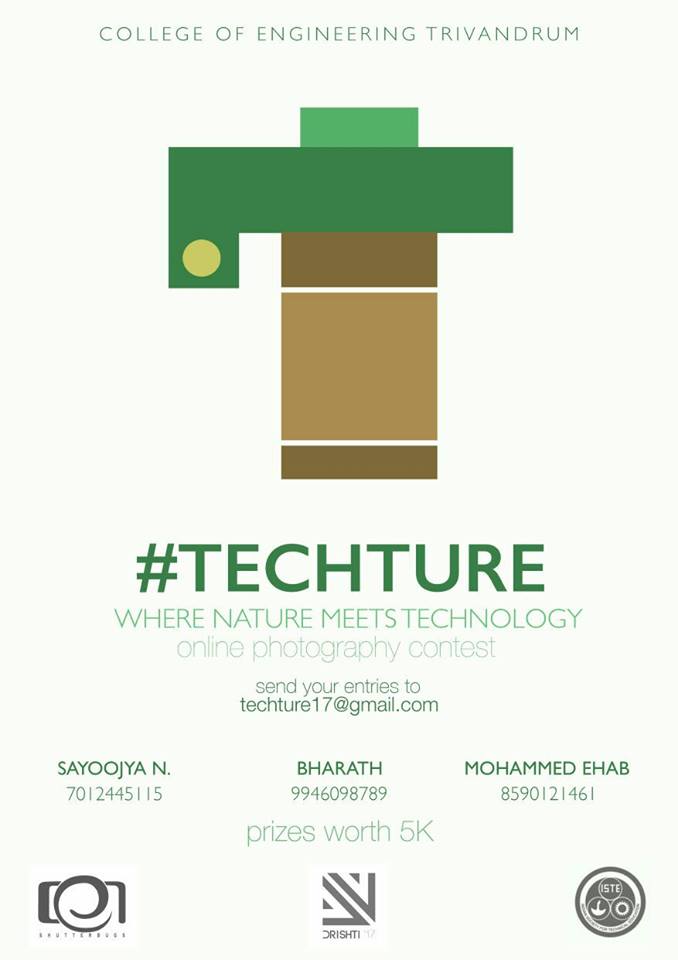 COLLEGE OF ENGINEERING TRIVANDRUM
#TECHTURE
WHERE NATURE MEETS TECHNOLOGY
online photography contest
send your entries to
techture17@gmail.com
SAYOOJYA N. BHARATH MOHAMMED EHAB
7012445115 9946098789 8590121461
prizes worth 5K
SHUTTERBUGS
DRISHTI '17
ISTE